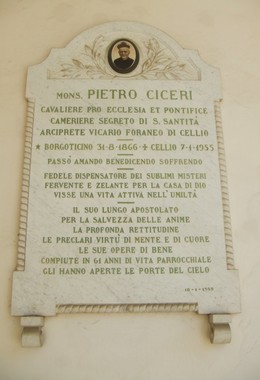 MONS. PIETRO CICERI
CAVALIERE PRO ECCLESIA ET PONTIFICE
CAMERIERE SEGRETO DI S. SANTITÀ
ARCIPRETE VICARIO FORANEO DI CELLIO
* BORGOTICINO 31-8-1866 ✝ CELLIO 7-1-1955
PASSÒ AMANDO BENEDICENDO SOFFRENDO
FEDELE DISPENSATORE DEI SUBLIMI MISTERI
FERVENTE E ZELANTE PER LA CASA DI DIO
VISSE UNA VITA ATTIVA NELL'UMILTÀ
IL SUO LUNGO APOSTOLATO
PER LA SALVEZZA DELLE ANIME
LA PROFONDA RETTITUDINE
LE PRECLARI VIRTÙ DI MENTE E DI CUORE
LE SUE OPERE DI BENE
COMPIUTE IN 61 ANNI DI VITA PARROCCHIALE
GLI HANNO APERTE LE PORTE DEL CIELO